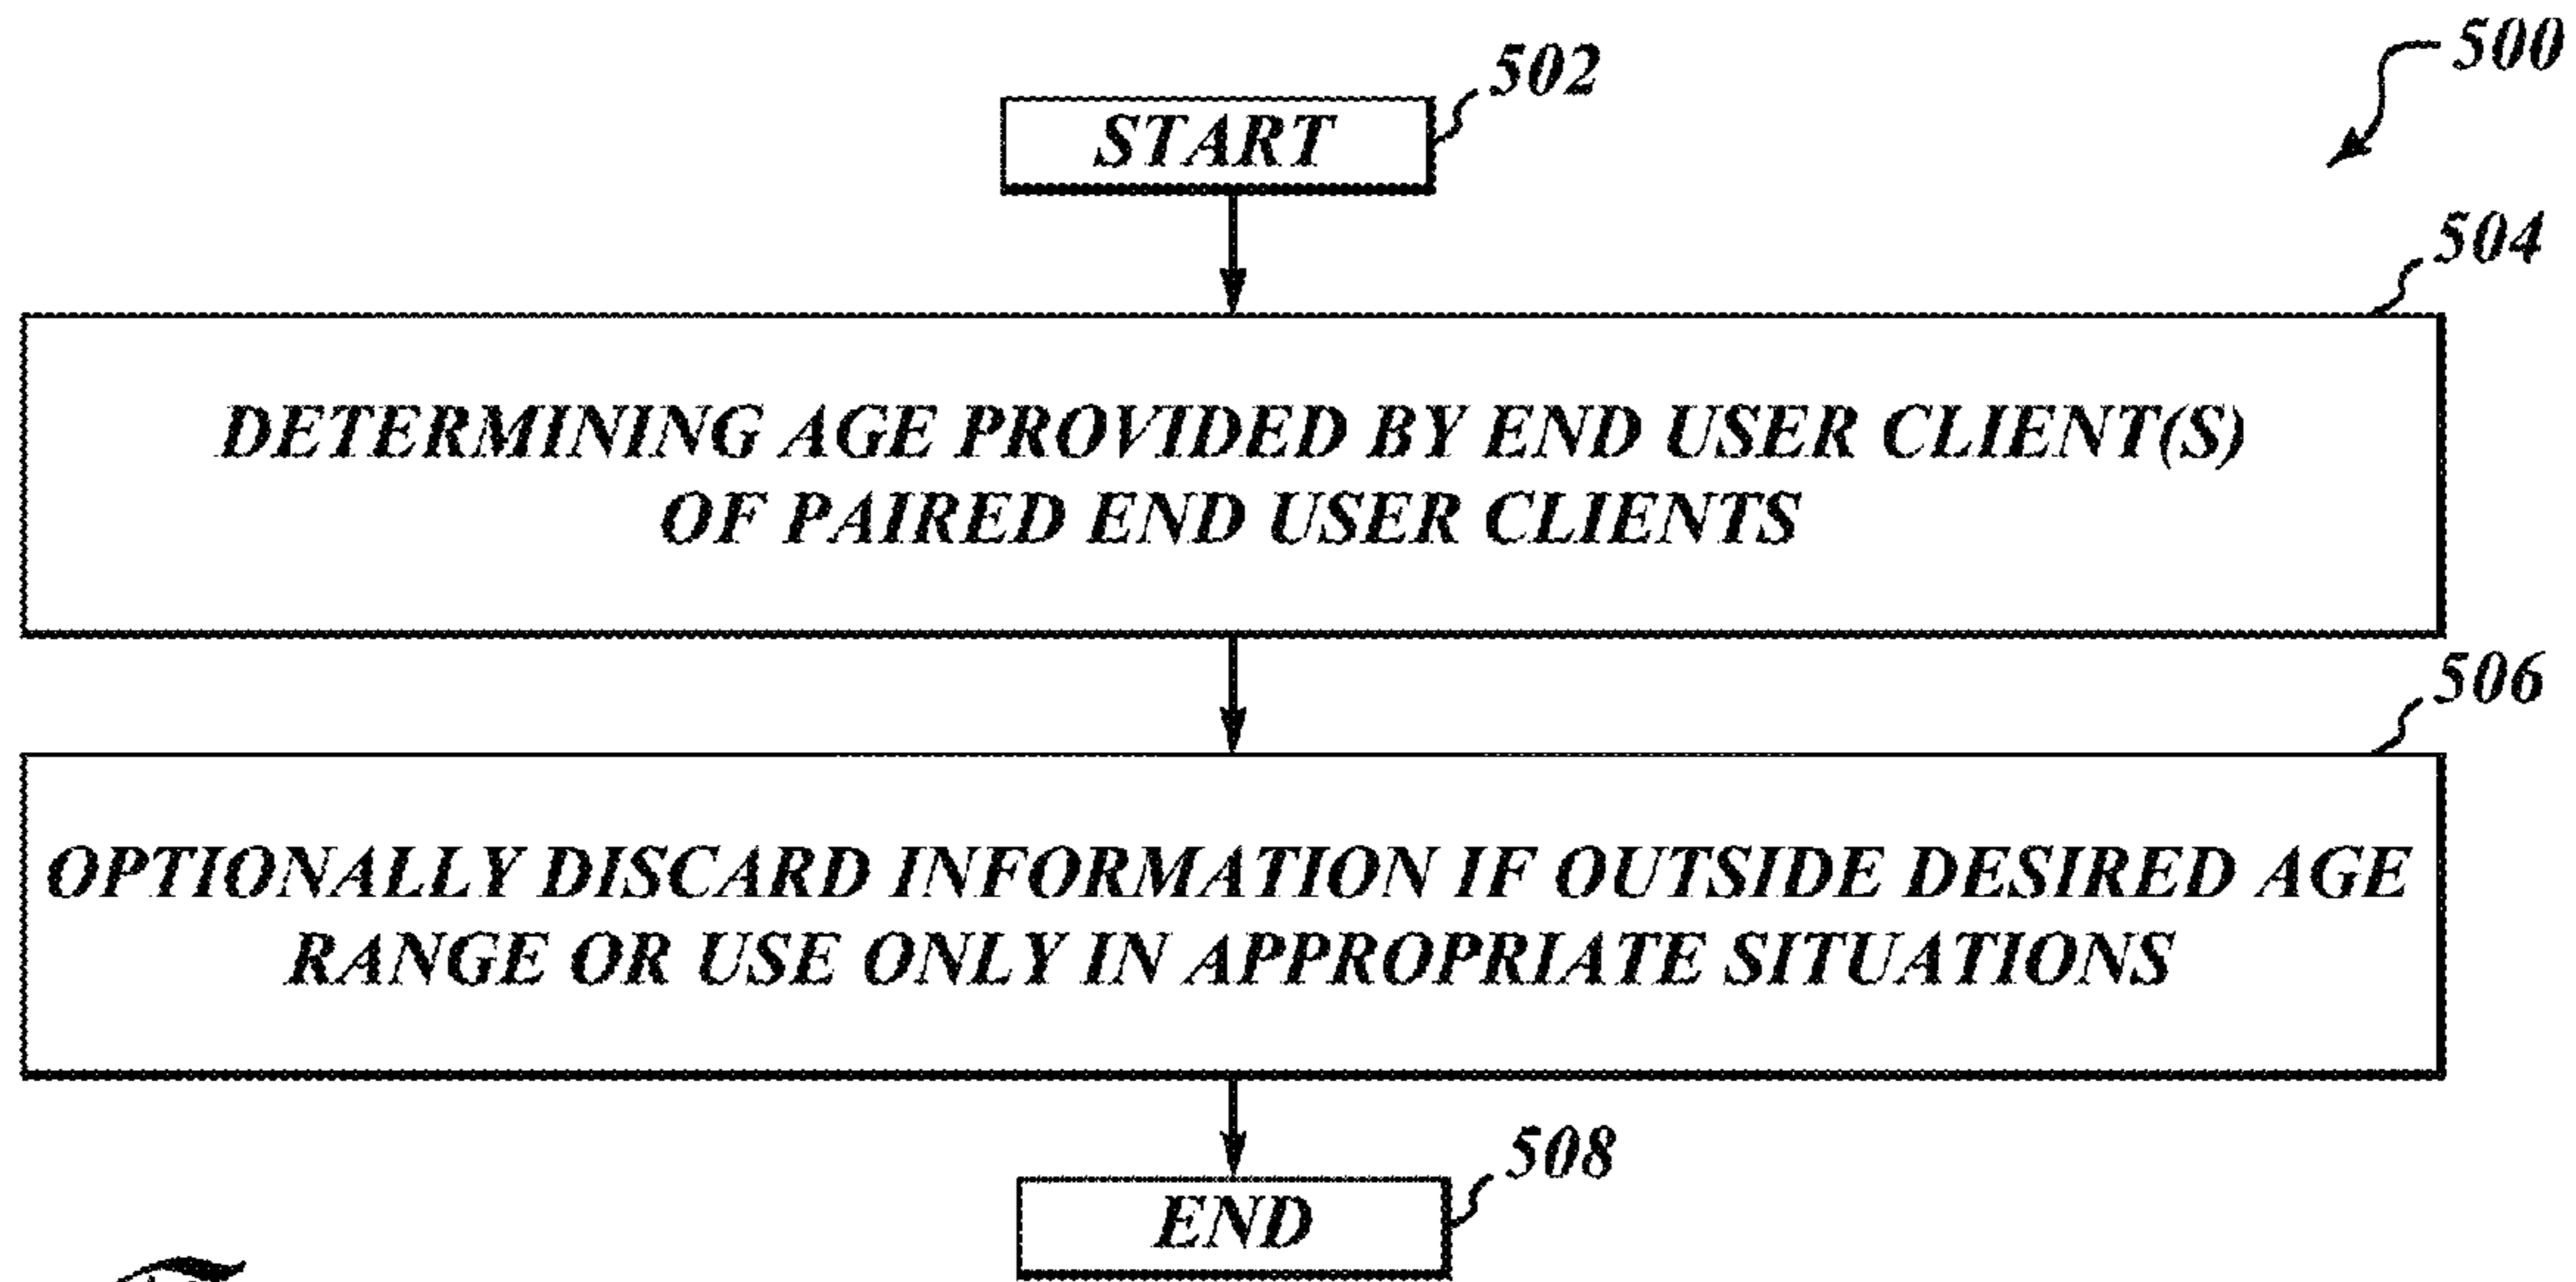 500
502
START
504
DETERMINING AGE PROVIDED BY END USER CLIENT(S)
OF PAIRED END USER CLIENTS
506
OPTIONALLY DISCARD INFORMATION IF OUTSIDE DESIRED AGE
RANGE OR USE ONLY IN APPROPRIATE SITUATIONS
508
END